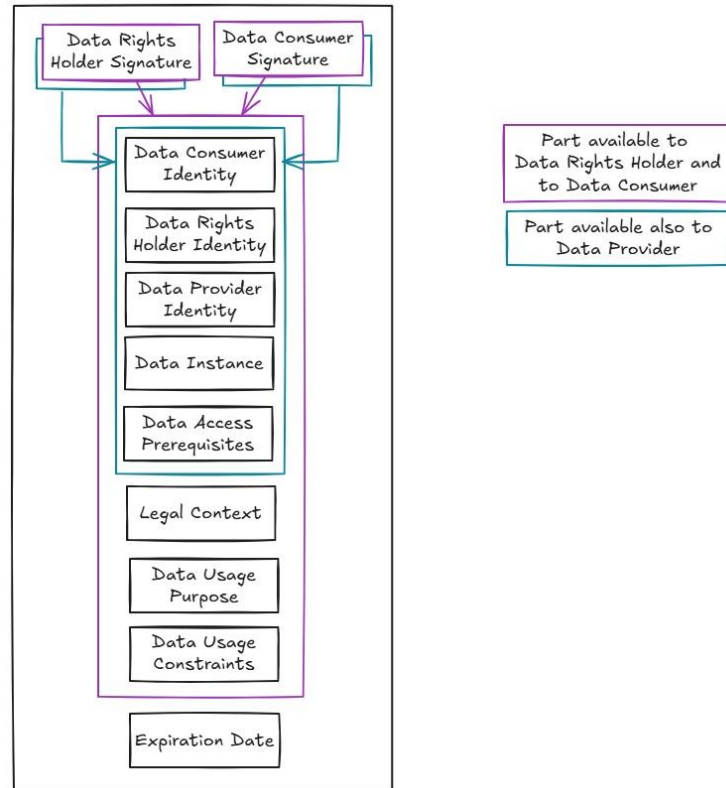 Data Rights
Holder Signature
Data Consumer
Signature
Data Consumer
Identity
Data Rights
Holder Identity
Data Provider
Identity
Data Instance
Data Access
Prerequisites
Legal Context
Data Usage
Purpose
Data Usage
Constraints
Expiration Date
Part available to
Data Rights Holder and
to Data Consumer
Part available also to
Data Provider